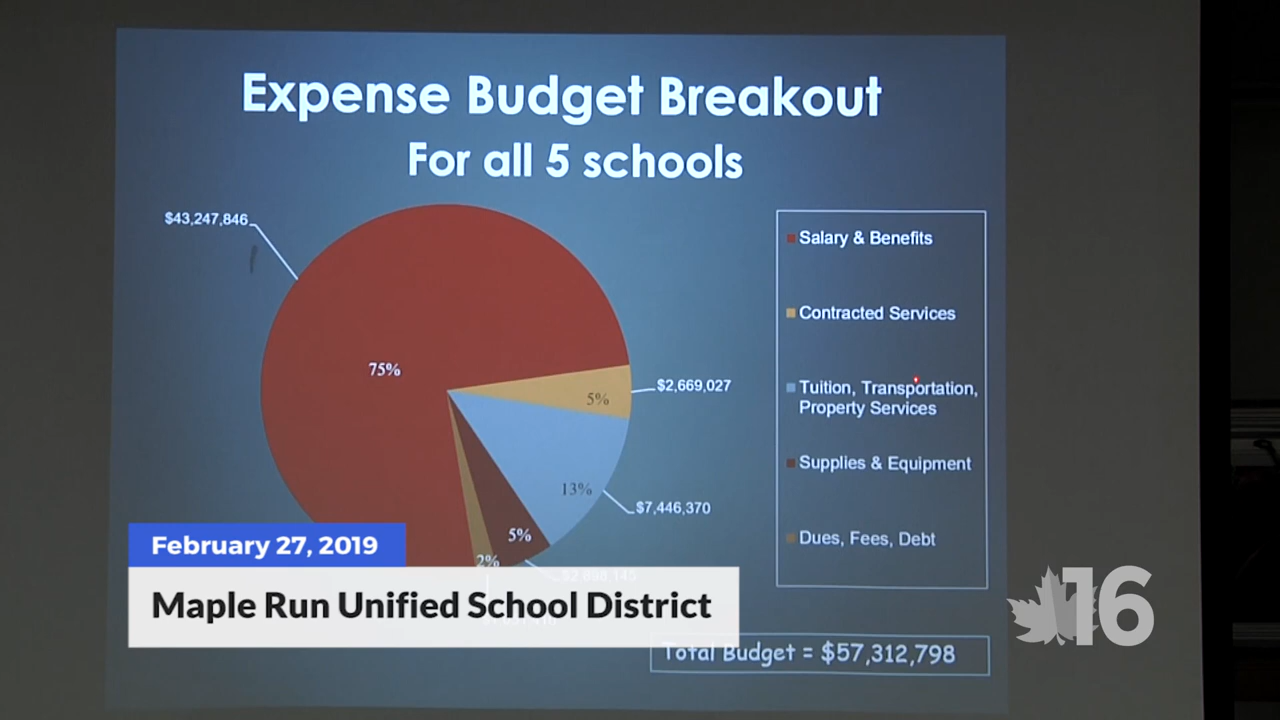 Expense Budget Breakout
For all 5 schools
$43,247,846
Salary & Benefits
Contracted Services
75%
$2,669,027
5%
Tuition, Transportation,
Property Services
Supplies & Equipment
13%
$7,446,370
5%
2%
Dues, Fees, Debt
February 27, 2019
Maple Run Unified School District
16
Total Budget = $57,312,798